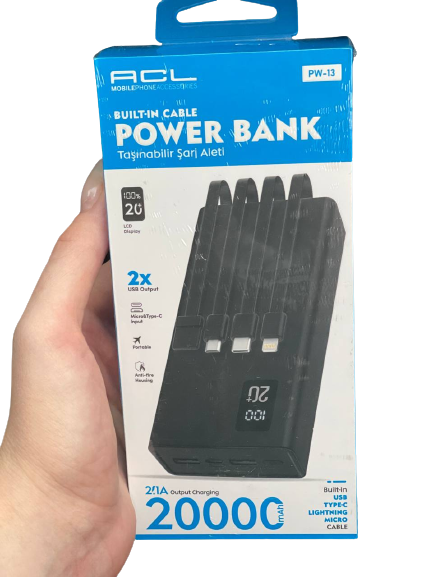 ACL
MOBILEPHONEACCESSORIES
PW-13
BUILT-IN CABLE
POWER BANK
Taşınabilir Şarj Aleti
100%
20
LCD
Display
2x
USB Output
Micro&Type-C
Input
Portable
Anti-fire
Housing
20
100
2.1A Output Charging
20000 mAh
Built-in
USB
TYPE-C
LIGHTNING
MICRO
CABLE